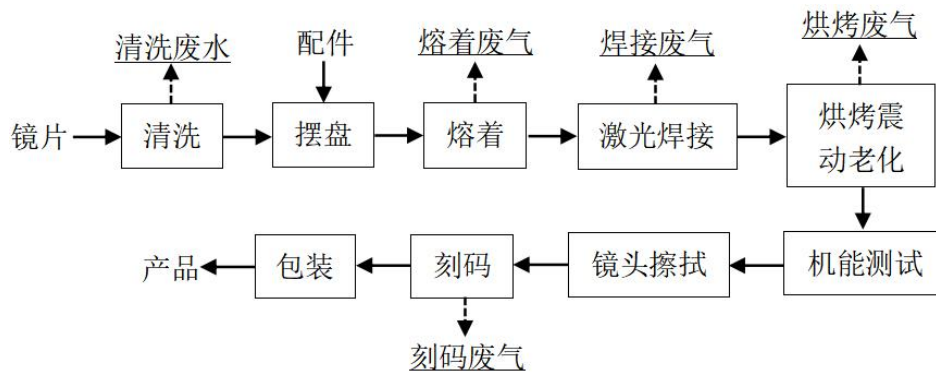 清洗废水
配件
熔着废气
焊接废气
烘烤废气
镜片
清洗
摆盘
熔着
激光焊接
烘烤震
动老化
产品
包装
刻码
镜头擦拭
机能测试
刻码废气